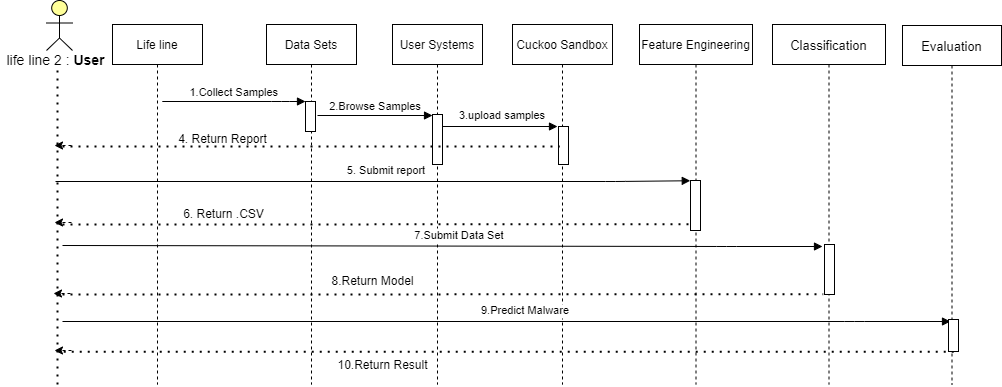 life line 2 : User
Life line
Data Sets
User Systems
Cuckoo Sandbox
Feature Engineering
Classification
Evaluation
1.Collect Samples
2.Browse Samples
3.upload samples
4. Return Report
5. Submit report
6. Return .CSV
7.Submit Data Set
8.Return Model
9.Predict Malware
10.Return Result